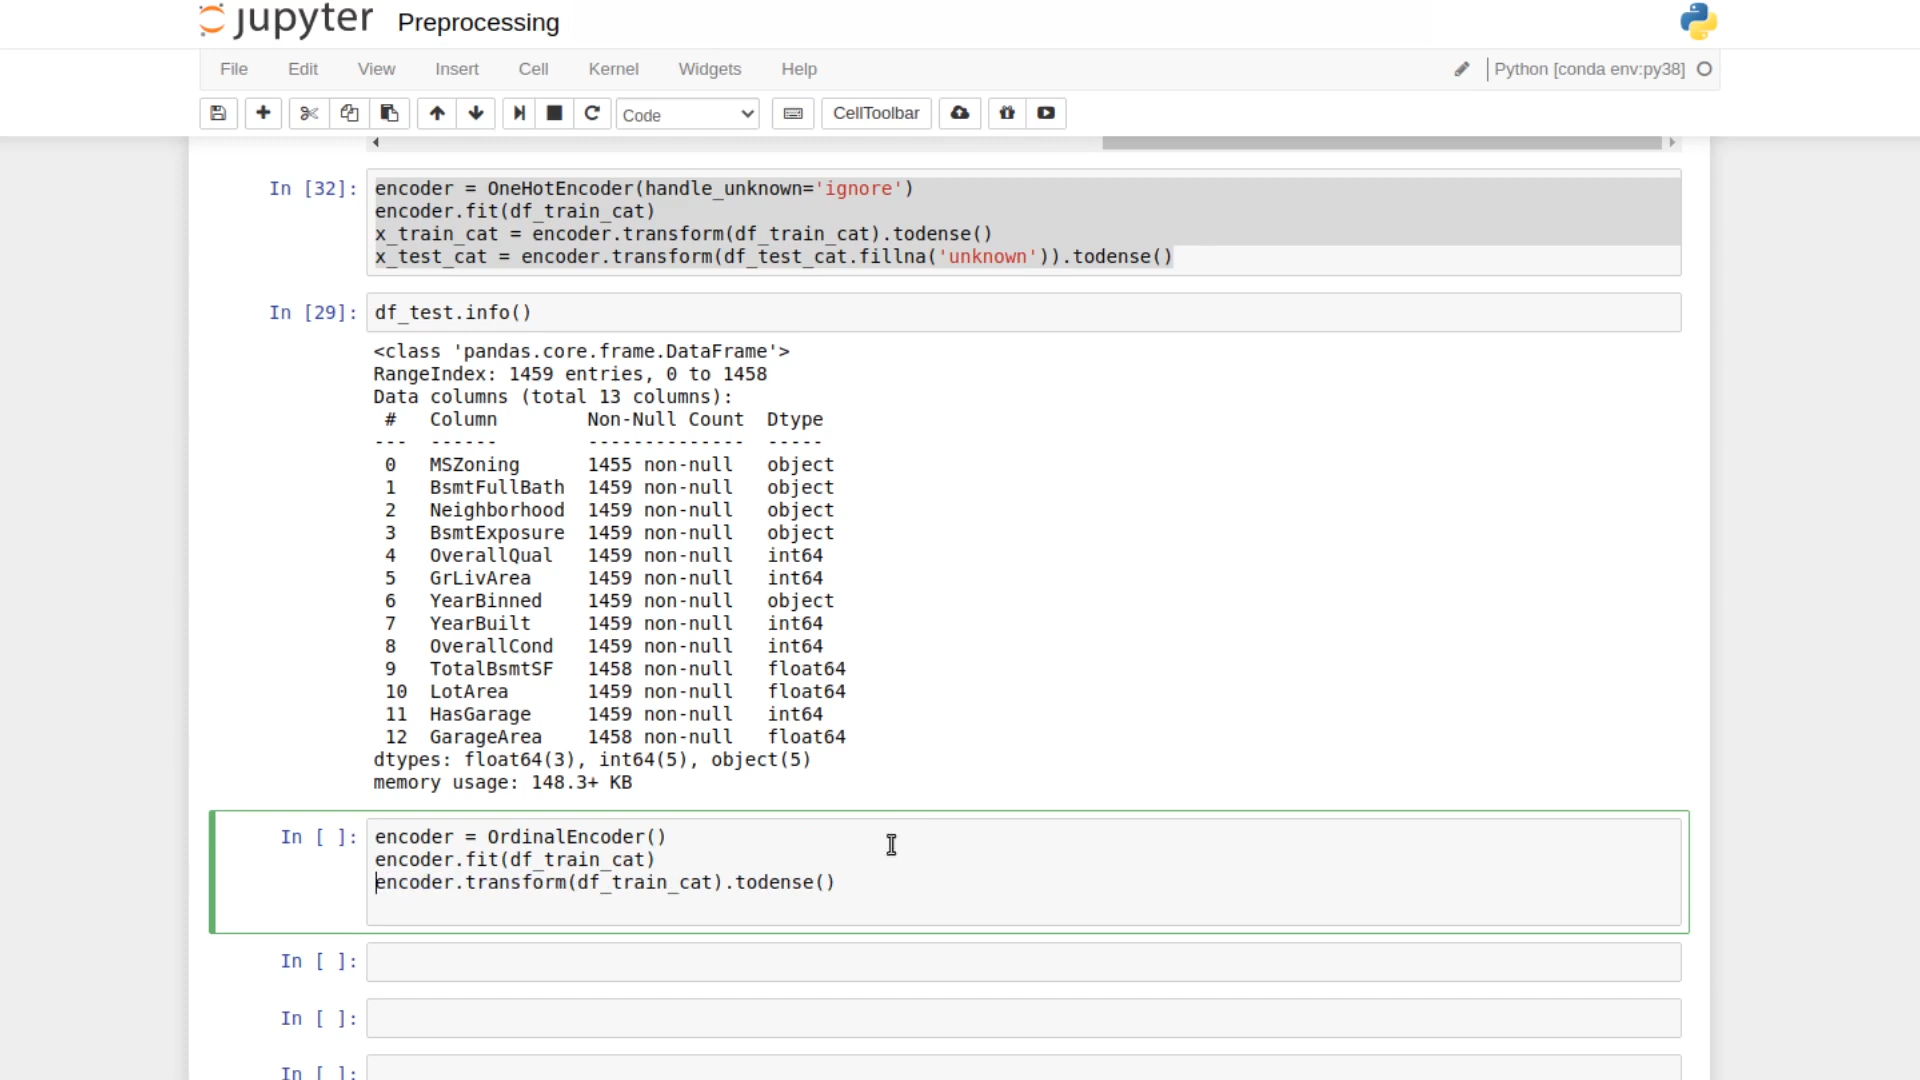 jupyter Preprocessing
File Edit View Insert Cell Kernel Widgets Help Python [conda env:py38]
Code CellToolbar
In [32]: encoder = OneHotEncoder(handle_unknown='ignore')
encoder.fit(df_train_cat)
x_train_cat = encoder.transform(df_train_cat).todense()
x_test_cat = encoder.transform(df_test_cat.fillna('unknown')).todense()
In [29]: df_test.info()
<class 'pandas.core.frame.DataFrame'>
RangeIndex: 1459 entries, 0 to 1458
Data columns (total 13 columns):
 #   Column        Non-Null Count  Dtype
---  ------        --------------  -----
 0   MSZoning      1455 non-null   object
 1   BsmtFullBath  1459 non-null   object
 2   Neighborhood  1459 non-null   object
 3   BsmtExposure  1459 non-null   object
 4   OverallQual   1459 non-null   int64
 5   GrLivArea     1459 non-null   int64
 6   YearBinned    1459 non-null   object
 7   YearBuilt     1459 non-null   int64
 8   OverallCond   1459 non-null   int64
 9   TotalBsmtSF   1458 non-null   float64
 10  LotArea       1459 non-null   float64
 11  HasGarage     1459 non-null   int64
 12  GarageArea    1458 non-null   float64
dtypes: float64(3), int64(5), object(5)
memory usage: 148.3+ KB
In [ ]: encoder = OrdinalEncoder()
encoder.fit(df_train_cat)
encoder.transform(df_train_cat).todense()
In [ ]:
In [ ]:
In [ ]: